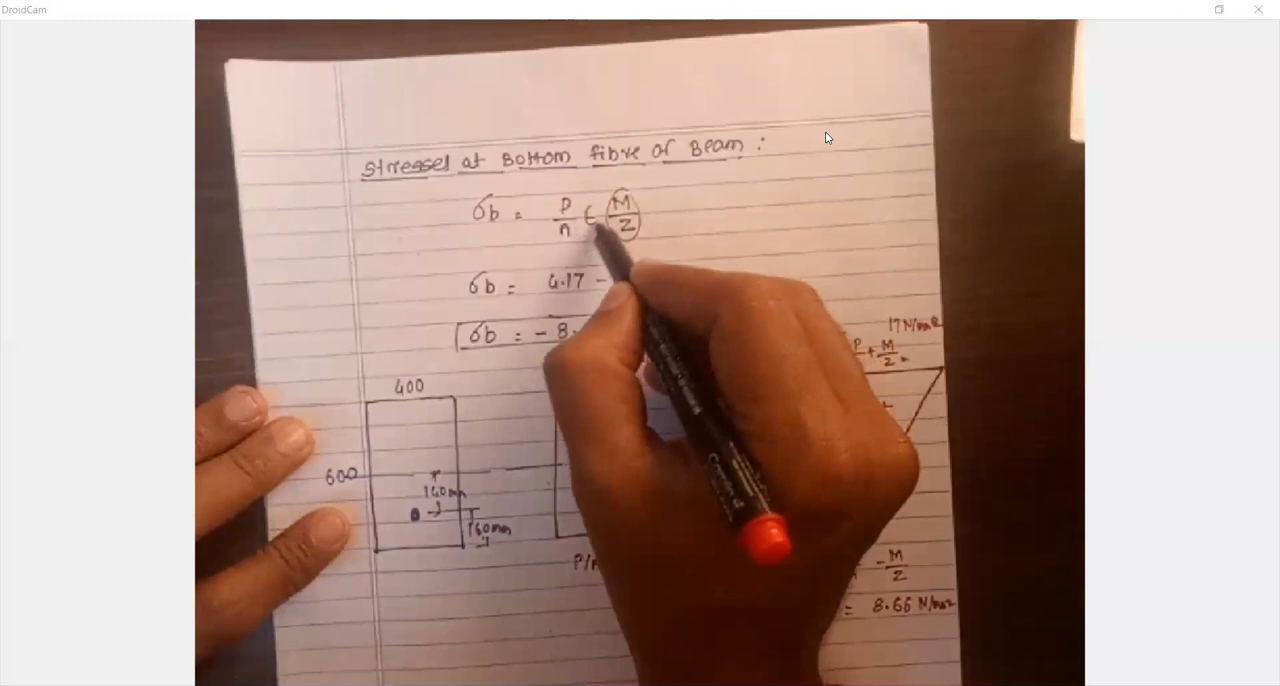 DroidCam
Stresses at Bottom fibre of Beam :
σb = P/A - M/Z
σb = 4.17 -
σb = - 8.
17 N/mm2
P + M/Z =
400
+
600
140mm
160mm
P/
- M/Z
= 8.66 N/mm2